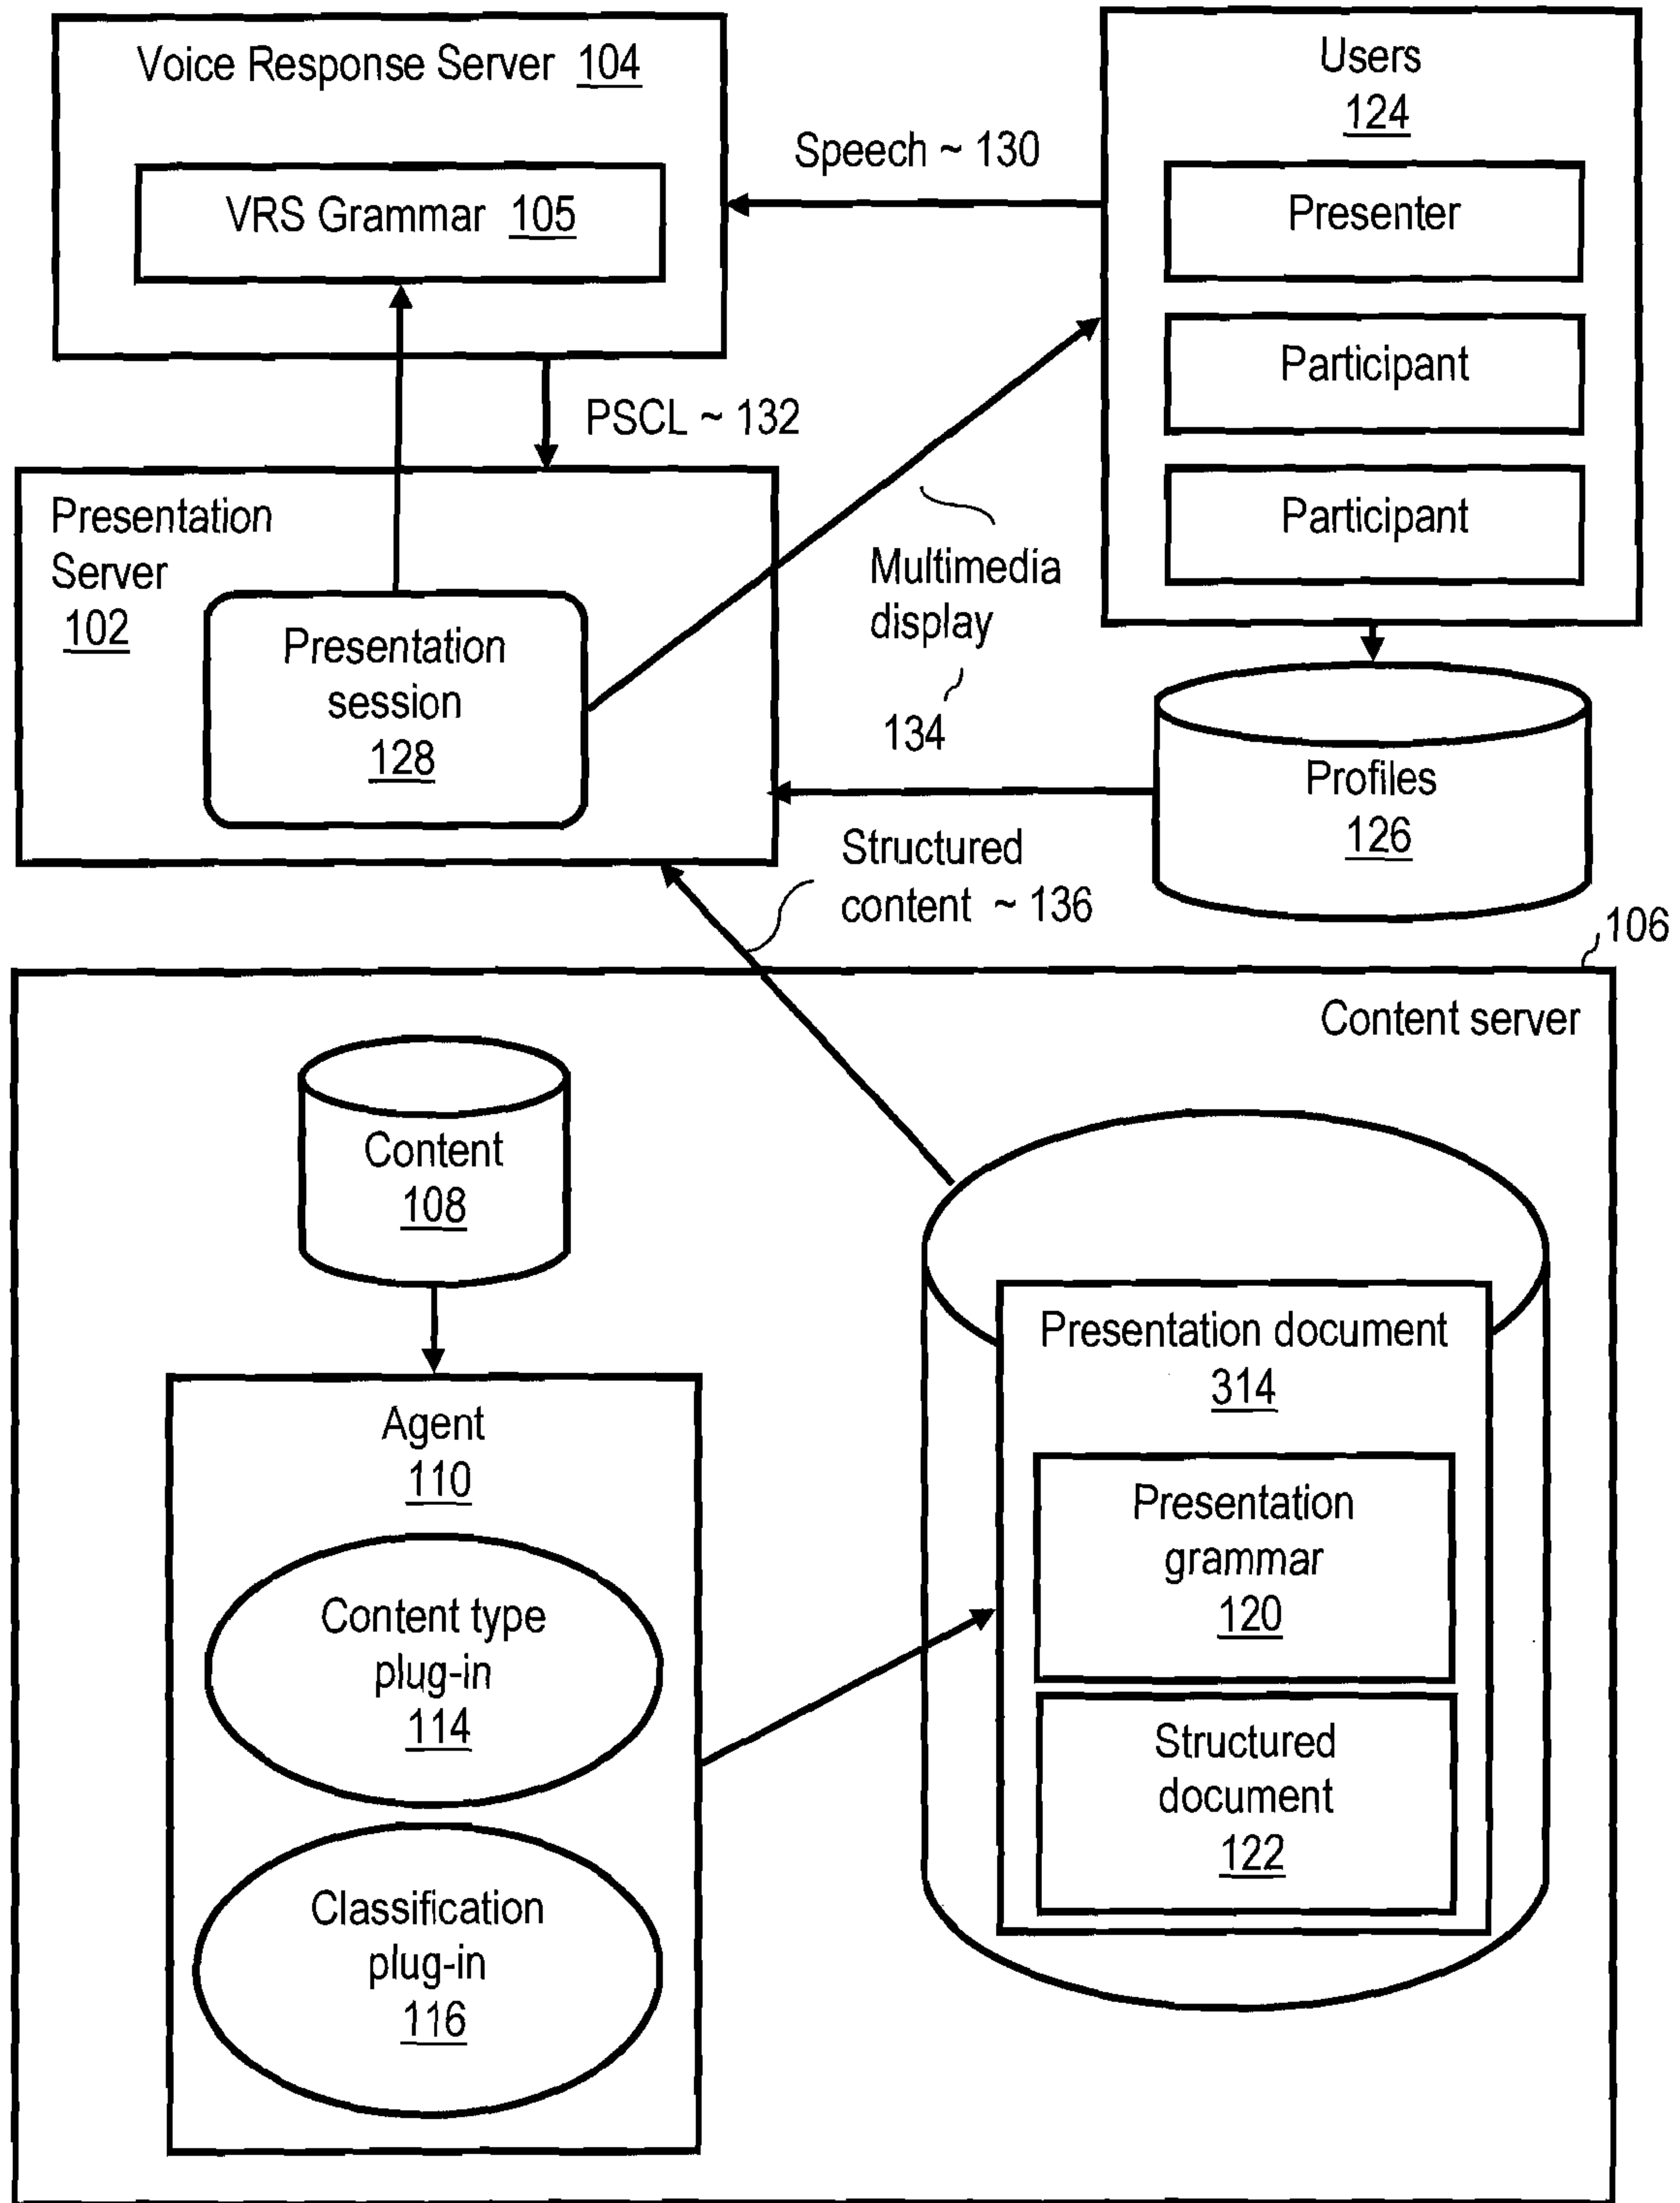 Voice Response Server 104
VRS Grammar 105
Speech ~ 130
Users
124
Presenter
Participant
Participant
PSCL ~ 132
Presentation
Server
102
Presentation
session
128
Multimedia
display
134
Profiles
126
Structured
content ~ 136
106
Content server
Content
108
Agent
110
Content type
plug-in
114
Classification
plug-in
116
Presentation document
314
Presentation
grammar
120
Structured
document
122